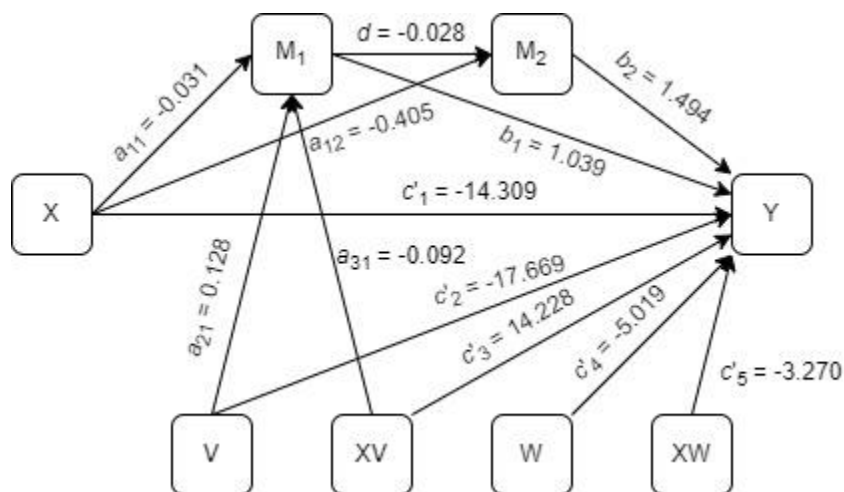 M₁
d = -0.028
M₂
a₁₁ = -0.031
a₁₂ = -0.405
b₁ = 1.039
b₂ = 1.494
X
c'₁ = -14.309
Y
a₂₁ = 0.128
a₃₁ = -0.092
c'₂ = -17.669
c'₃ = 14.228
c'₄ = -5.019
c'₅ = -3.270
V
XV
W
XW